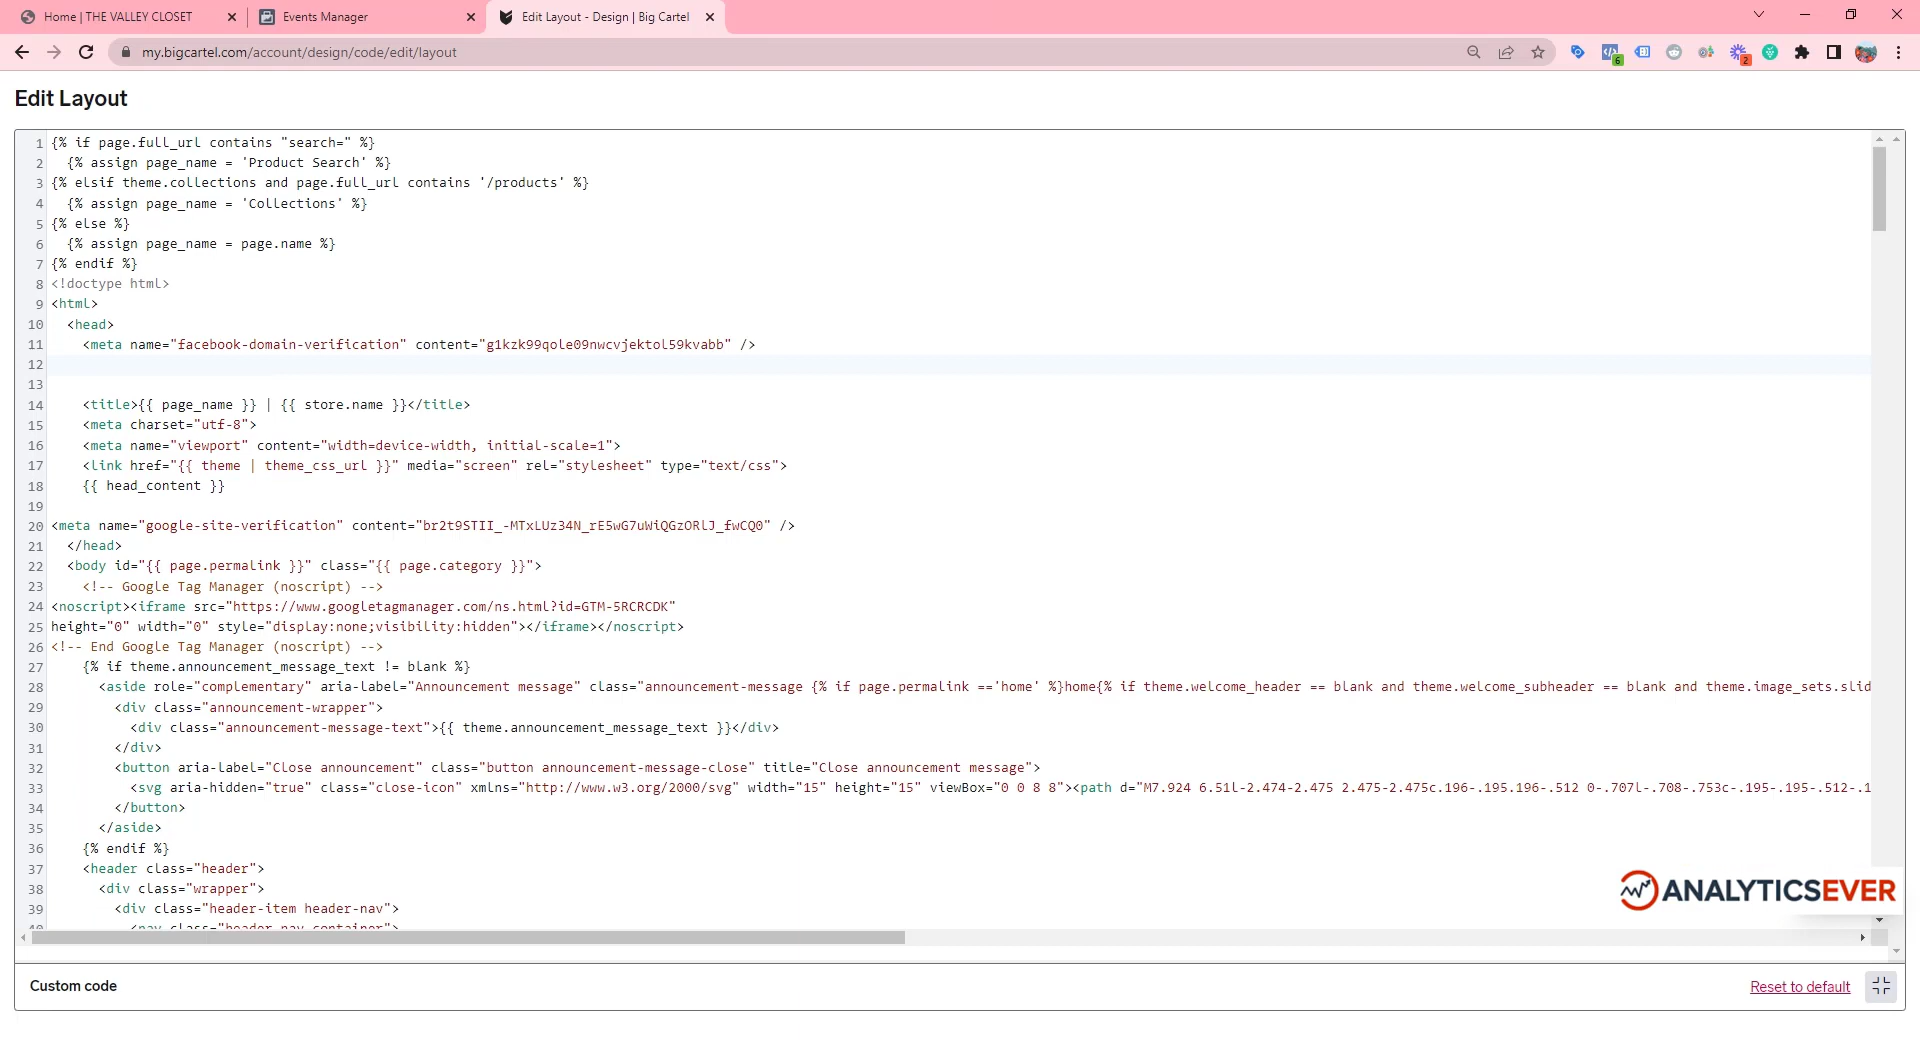 Home | THE VALLEY CLOSET
Events Manager
Edit Layout - Design | Big Cartel
my.bigcartel.com/account/design/code/edit/layout
6
2
Edit Layout
1 {% if page.full_url contains "search=" %}
2 {% assign page_name = 'Product Search' %}
3 {% elsif theme.collections and page.full_url contains '/products' %}
4 {% assign page_name = 'Collections' %}
5 {% else %}
6 {% assign page_name = page.name %}
7 {% endif %}
8 <!doctype html>
9 <html>
10 <head>
11 <meta name="facebook-domain-verification" content="g1kzk99qole09nwcvjektol59kvabb" />
12
13
14 <title>{{ page_name }} | {{ store.name }}</title>
15 <meta charset="utf-8">
16 <meta name="viewport" content="width=device-width, initial-scale=1">
17 <link href="{{ theme | theme_css_url }}" media="screen" rel="stylesheet" type="text/css">
18 {{ head_content }}
19
20 <meta name="google-site-verification" content="br2t9STII_-MTxLUz34N_rE5wG7uWiQGzORlJ_fwCQ0" />
21 </head>
22 <body id="{{ page.permalink }}" class="{{ page.category }}">
23 <!-- Google Tag Manager (noscript) -->
24 <noscript><iframe src="https://www.googletagmanager.com/ns.html?id=GTM-5RCRCDK"
25 height="0" width="0" style="display:none;visibility:hidden"></iframe></noscript>
26 <!-- End Google Tag Manager (noscript) -->
27 {% if theme.announcement_message_text != blank %}
28 <aside role="complementary" aria-label="Announcement message" class="announcement-message {% if page.permalink =='home' %}home{% if theme.welcome_header == blank and theme.welcome_subheader == blank and theme.image_sets.slid
29 <div class="announcement-wrapper">
30 <div class="announcement-message-text">{{ theme.announcement_message_text }}</div>
31 </div>
32 <button aria-label="Close announcement" class="button announcement-message-close" title="Close announcement message">
33 <svg aria-hidden="true" class="close-icon" xmlns="http://www.w3.org/2000/svg" width="15" height="15" viewBox="0 0 8 8"><path d="M7.924 6.51l-2.474-2.475 2.475-2.475c.196-.195.196-.512 0-.707l-.708-.753c-.195-.195-.512-.1
34 </button>
35 </aside>
36 {% endif %}
37 <header class="header">
38 <div class="wrapper">
39 <div class="header-item header-nav">
40 <nav class="header-nav-container">
ANALYTICSEVER
Custom code
Reset to default